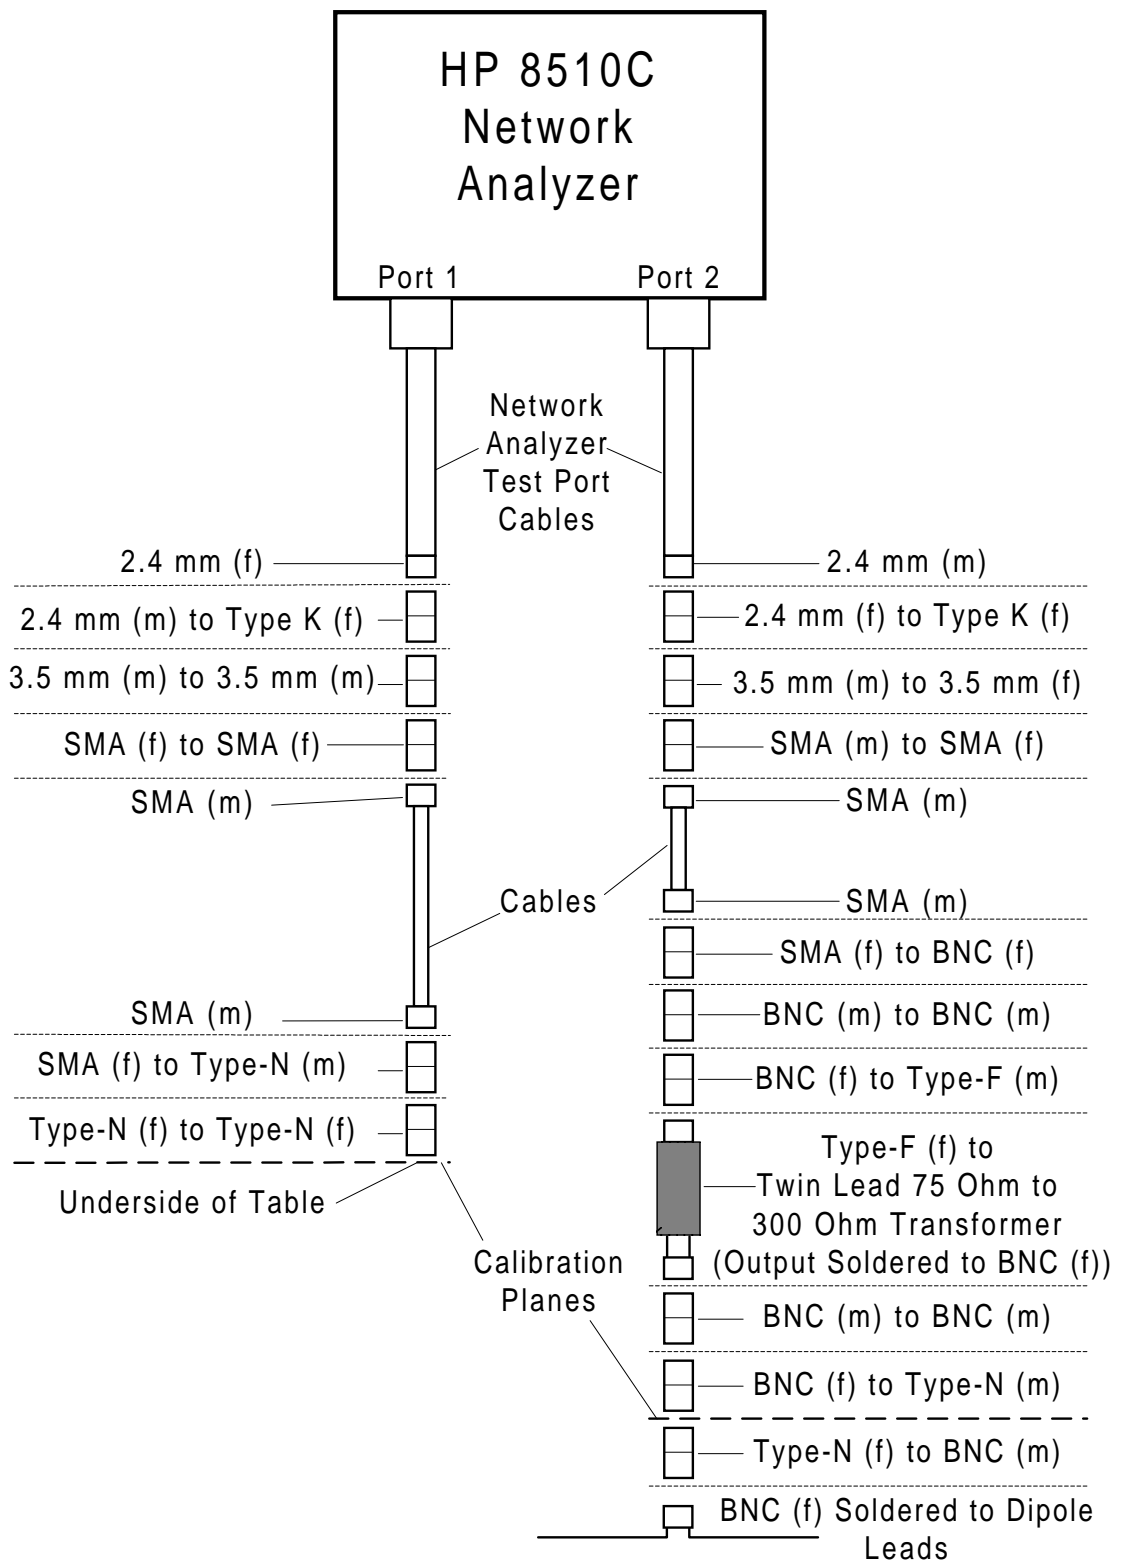 HP 8510C
Network
Analyzer
Port 1
Port 2
Network
Analyzer
Test Port
Cables
2.4 mm (f)
2.4 mm (m)
2.4 mm (m) to Type K (f)
2.4 mm (f) to Type K (f)
3.5 mm (m) to 3.5 mm (m)
3.5 mm (m) to 3.5 mm (f)
SMA (f) to SMA (f)
SMA (m) to SMA (f)
SMA (m)
SMA (m)
Cables
SMA (m)
SMA (f) to BNC (f)
SMA (m)
BNC (m) to BNC (m)
SMA (f) to Type-N (m)
BNC (f) to Type-F (m)
Type-N (f) to Type-N (f)
Underside of Table
Type-F (f) to
Twin Lead 75 Ohm to
300 Ohm Transformer
(Output Soldered to BNC (f))
Calibration
Planes
BNC (m) to BNC (m)
BNC (f) to Type-N (m)
Type-N (f) to BNC (m)
BNC (f) Soldered to Dipole
Leads